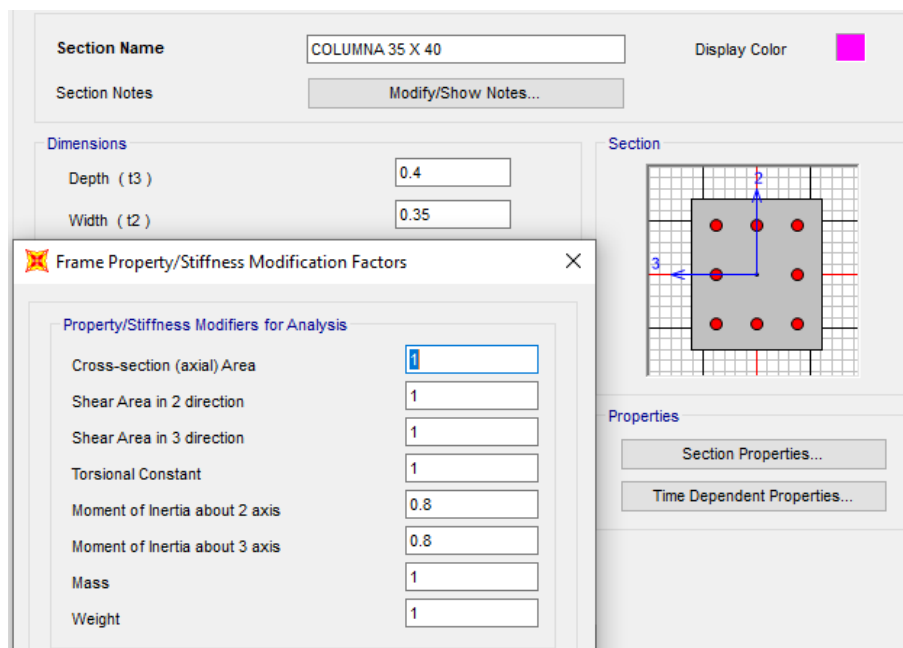 Section Name COLUMNA 35 X 40 Display Color
Section Notes Modify/Show Notes...
Dimensions
Depth ( t3 ) 0.4
Width ( t2 ) 0.35
Section
2
3
Frame Property/Stiffness Modification Factors
Property/Stiffness Modifiers for Analysis
Cross-section (axial) Area 1
Shear Area in 2 direction 1
Shear Area in 3 direction 1
Torsional Constant 1
Moment of Inertia about 2 axis 0.8
Moment of Inertia about 3 axis 0.8
Mass 1
Weight 1
Properties
Section Properties...
Time Dependent Properties...